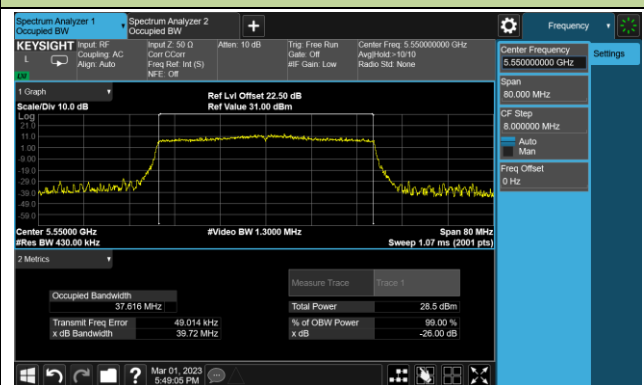 Spectrum Analyzer 1
Occupied BW
Spectrum Analyzer 2
Occupied BW
Frequency
KEYSIGHT
L
LXI
Input: RF
Coupling: AC
Align: Auto
Input Z: 50 Ω
Corr CCorr
Freq Ref: Int (S)
NFE: Off
Atten: 10 dB
Trig: Free Run
Gate: Off
#IF Gain: Low
Center Freq: 5.550000000 GHz
Avg|Hold:>10/10
Radio Std: None
Center Frequency
5.550000000 GHz
Settings
Span
80.000 MHz
CF Step
8.000000 MHz
Auto
Man
Freq Offset
0 Hz
1 Graph
Scale/Div 10.0 dB
Ref Lvl Offset 22.50 dB
Ref Value 31.00 dBm
Log
21.0
11.0
1.00
-9.00
-19.0
-29.0
-39.0
-49.0
-59.0
Center 5.55000 GHz
#Res BW 430.00 kHz
#Video BW 1.3000 MHz
Span 80 MHz
Sweep 1.07 ms (2001 pts)
2 Metrics
Measure Trace
Trace 1
Occupied Bandwidth
37.616 MHz
Total Power
28.5 dBm
Transmit Freq Error
49.014 kHz
% of OBW Power
99.00 %
x dB Bandwidth
39.72 MHz
x dB
-26.00 dB
?
Mar 01, 2023
5:49:05 PM